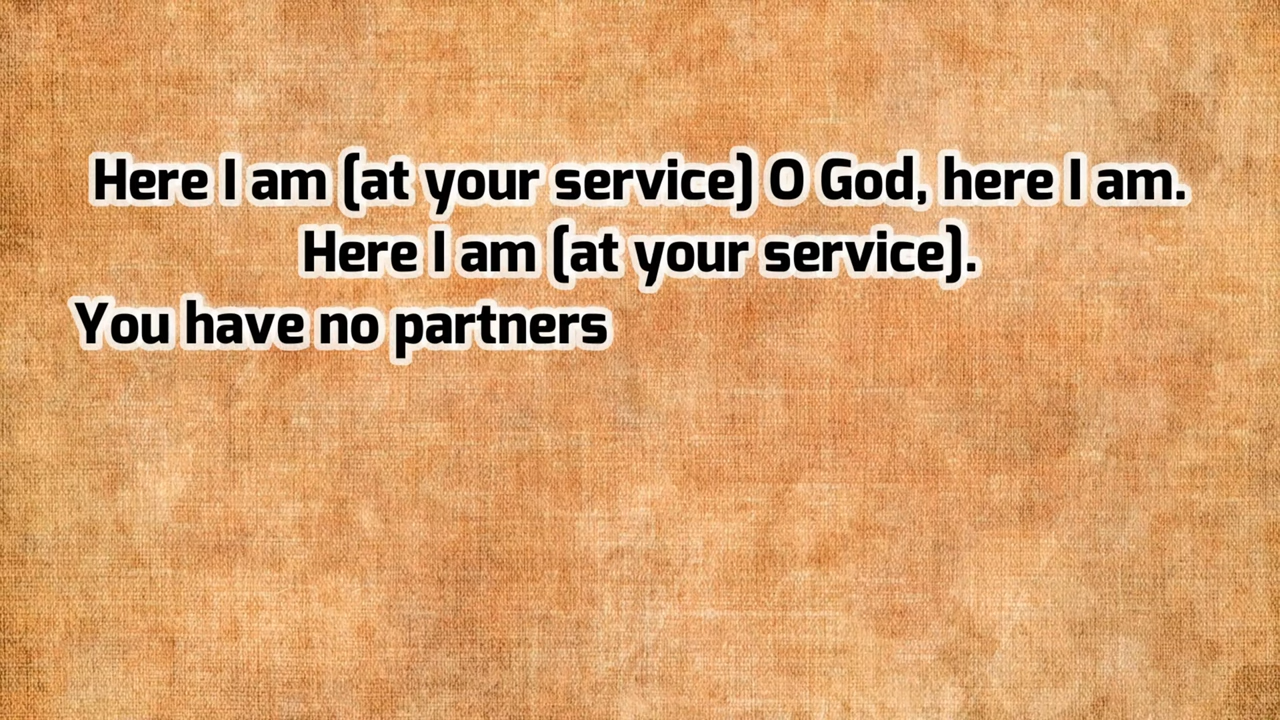 Here I am (at your service) O God, here I am.
Here I am (at your service).
You have no partners